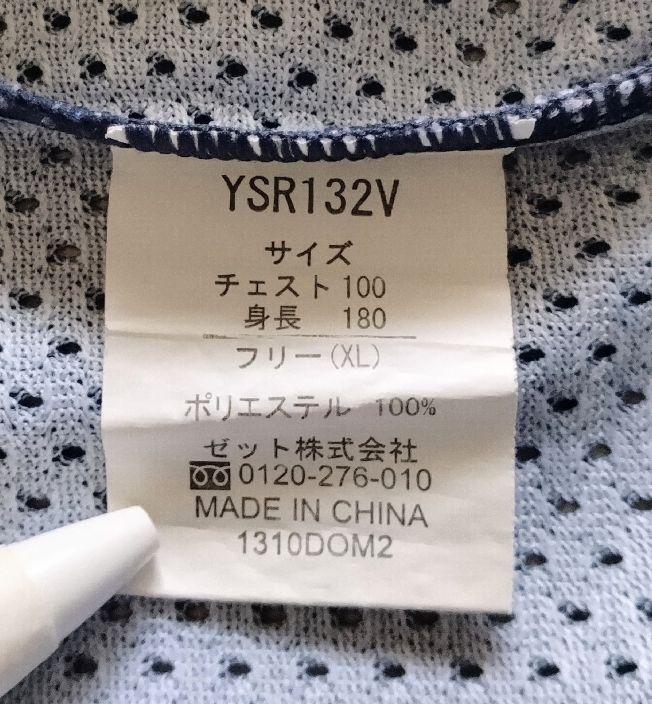 YSR132V
サイズ
チェスト 100
身長 180
フリー(XL)
ポリエステル 100%
ゼット株式会社
0120-276-010
MADE IN CHINA
1310DOM2